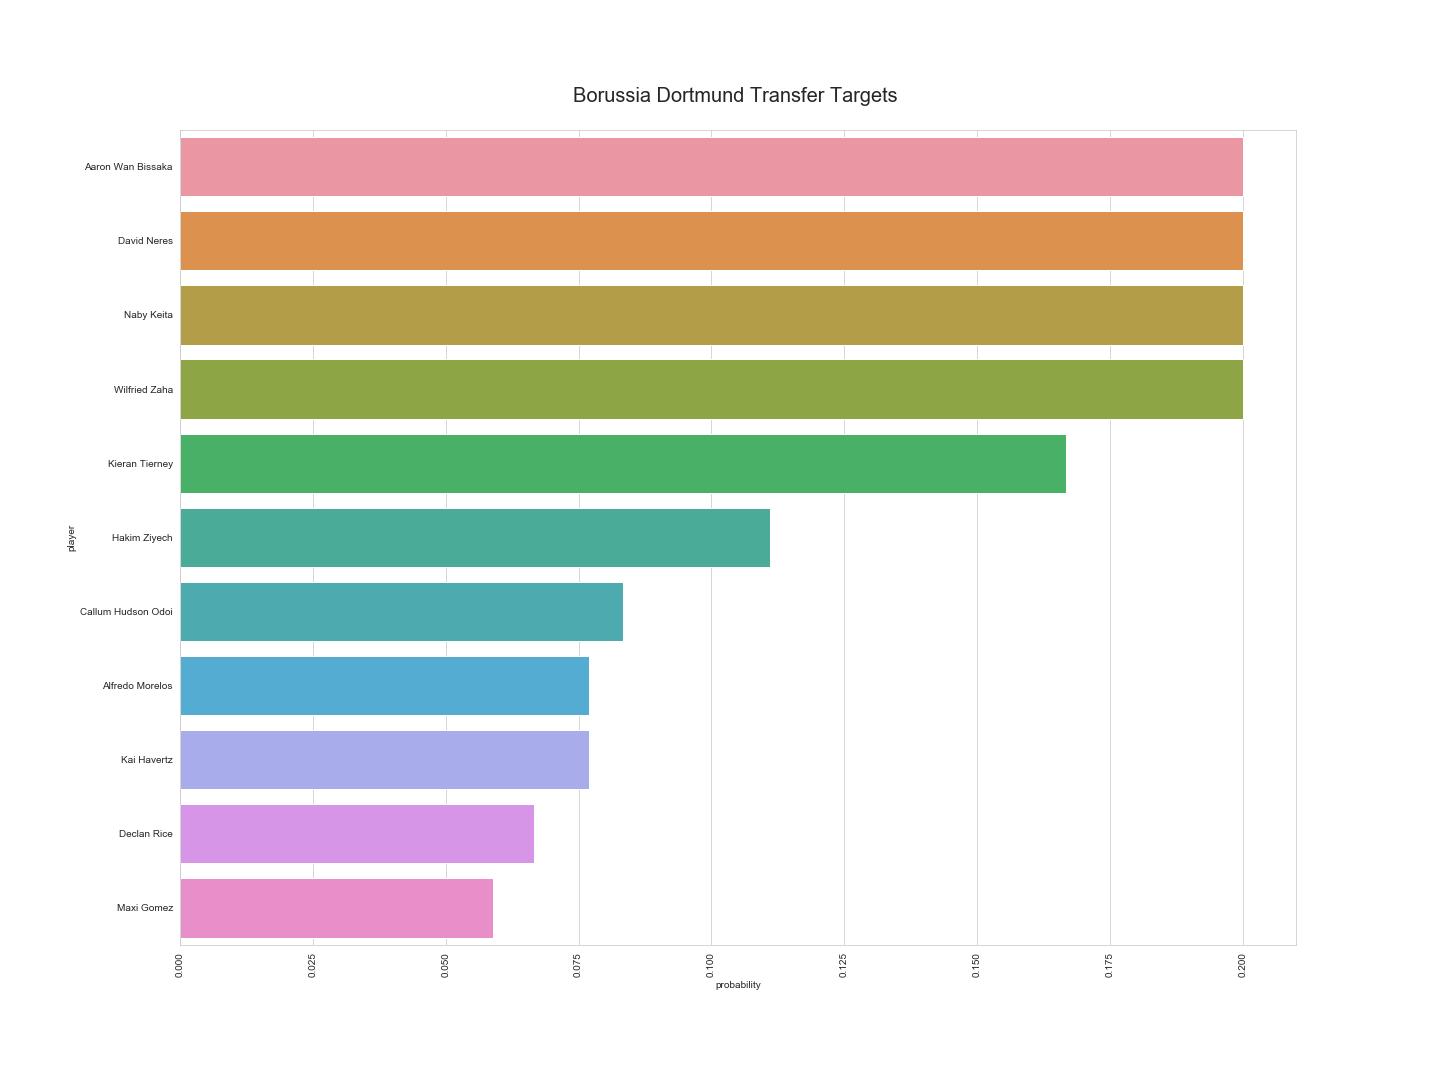 Borussia Dortmund Transfer Targets
Aaron Wan Bissaka
David Neres
Naby Keita
Wilfried Zaha
Kieran Tierney
Hakim Ziyech
Callum Hudson Odoi
Alfredo Morelos
Kai Havertz
Declan Rice
Maxi Gomez
player
0.000
0.025
0.050
0.075
0.100
0.125
0.150
0.175
0.200
probability